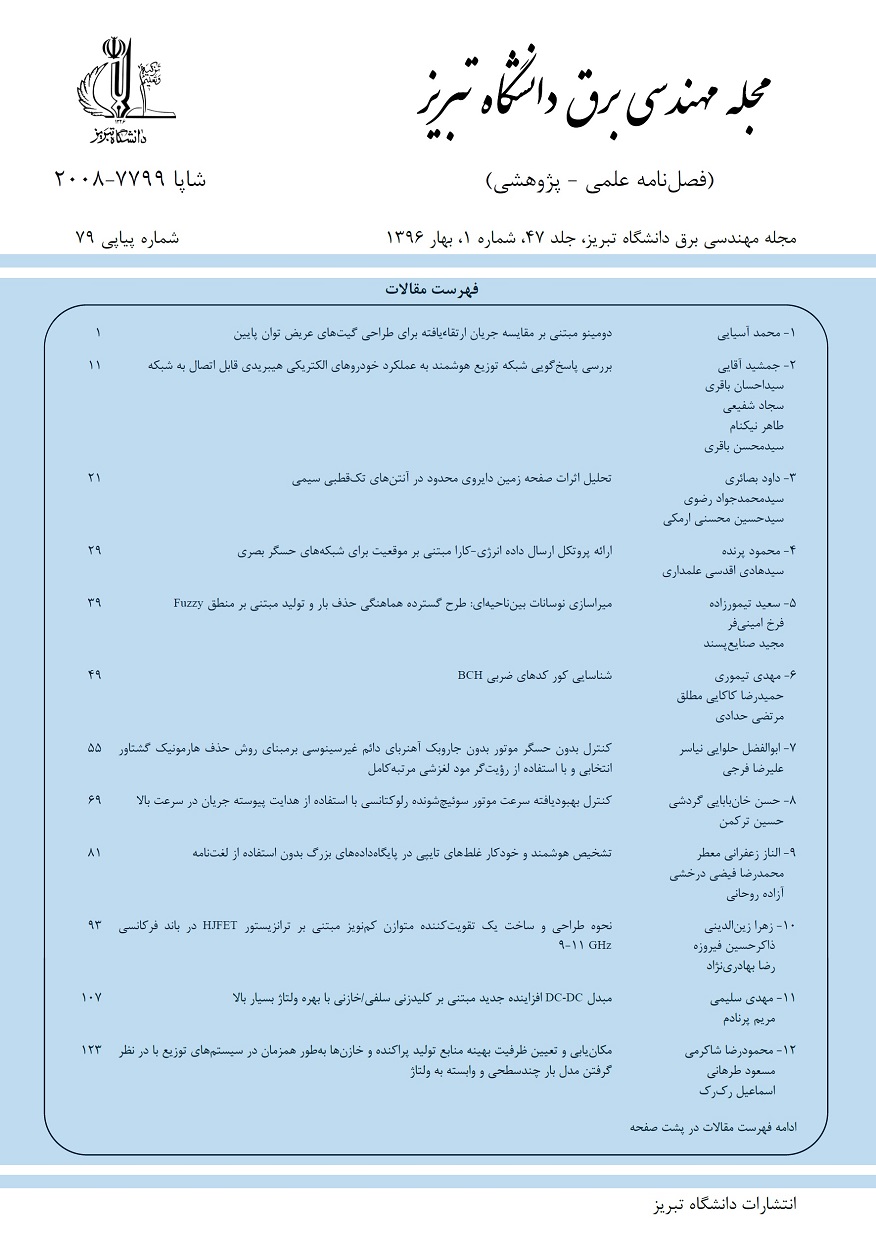 مجله مهندسی برق دانشگاه تبریز
تزکیه و تعلیم
۱۳۲۶
دانشگاه تبریز
(فصل‌نامه علمی - پژوهشی)
شاپا ۷۷۹۹-۲۰۰۸
مجله مهندسی برق دانشگاه تبریز، جلد ۴۷، شماره ۱، بهار ۱۳۹۶
شماره پیاپی ۷۹
فهرست مقالات
۱- محمد آسیایی دومینو مبتنی بر مقایسه جریان ارتقاءیافته برای طراحی گیت‌های عریض توان پایین ۱
۲- جمشید آقایی بررسی پاسخ‌گویی شبکه توزیع هوشمند به عملکرد خودروهای الکتریکی هیبریدی قابل اتصال به شبکه ۱۱
سیداحسان باقری
سجاد شفیعی
طاهر نیکنام
سیدمحسن باقری
۳- داود بصائری تحلیل اثرات صفحه زمین دایروی محدود در آنتن‌های تک‌قطبی سیمی ۲۱
سیدمحمدجواد رضوی
سیدحسین محسنی ارمکی
۴- محمود پرنده ارائه پروتکل ارسال داده انرژی-کارا مبتنی بر موقعیت برای شبکه‌های حسگر بصری ۲۹
سیدهادی اقدسی علمداری
۵- سعید تیمورزاده میراسازی نوسانات بین‌ناحیه‌ای: طرح گسترده هماهنگی حذف بار و تولید مبتنی بر منطق Fuzzy ۳۹
فرخ امینی‌فر
مجید صنایع‌پسند
۶- مهدی تیموری شناسایی کور کدهای ضربی BCH ۴۹
حمیدرضا کاکایی مطلق
مرتضی حدادی
۷- ابوالفضل حلوایی نیاسر کنترل بدون حسگر موتور بدون جاروبک آهنربای دائم غیرسینوسی برمبنای روش حذف هارمونیک گشتاور ۵۵
علیرضا فرجی انتخابی و با استفاده از رؤیت‌گر مود لغزشی مرتبه‌کامل
۸- حسن خان‌بابایی گردشی کنترل بهبودیافته سرعت موتور سوئیچ‌شونده رلوکتانسی با استفاده از هدایت پیوسته جریان در سرعت بالا ۶۹
حسین ترکمن
۹- الناز زعفرانی معطر تشخیص هوشمند و خودکار غلط‌های تایپی در پایگاه‌داده‌های بزرگ بدون استفاده از لغت‌نامه ۸۱
محمدرضا فیضی درخشی
آزاده روحانی
۱۰- زهرا زین‌الدینی نحوه طراحی و ساخت یک تقویت‌کننده متوازن کم‌نویز مبتنی بر ترانزیستور HJFET در باند فرکانسی ۹۳
ذاکرحسین فیروزه ۹-۱۱ GHz
رضا بهادری‌نژاد
۱۱- مهدی سلیمی مبدل DC-DC افزاینده جدید مبتنی بر کلیدزنی سلفی/خازنی با بهره ولتاژ بسیار بالا ۱۰۷
مریم پرنادم
۱۲- محمودرضا شاکرمی مکان‌یابی و تعیین ظرفیت بهینه منابع تولید پراکنده و خازن‌ها به‌طور همزمان در سیستم‌های توزیع با در نظر ۱۲۳
مسعود طرهانی گرفتن مدل بار چندسطحی و وابسته به ولتاژ
اسماعیل رک‌رک
ادامه فهرست مقالات در پشت صفحه
انتشارات دانشگاه تبریز